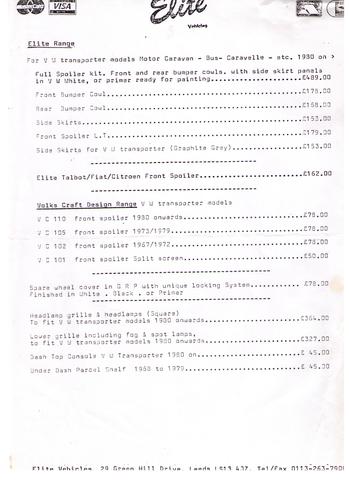 VISA
Elite
Vehicles
Elite Range
For V W transporter models Motor Caravan - Bus- Caravelle - etc. 1980 on >
Full Spoiler kit. Front and rear bumper cowls. with side skirt panels
in V W White, or primer ready for painting....................£489.00
Front Bumper Cowl.............................................£178.00
Rear Bumper Cowl..............................................£168.00
Side Skirts...................................................£153.00
Front Spoiler L.T.............................................£179.00
Side Skirts for V W transporter (Graphite Grey)...............£153.00
Elite Talbot/Fiat/Citroen Front Spoiler.......................£162.00
Volks Craft Design Range V W transporter models
V C 110 front spoiler 1980 onwards............................£78.00
V C 105 front spoiler 1973/1979...............................£78.00
V C 102 front spoiler 1967/1972...............................£78.00
V C 101 front spoiler Split screen............................£50.00
Spare wheel cover in G R P with unique locking System.........£78.00
Finished in White . Black . or Primer
Headlamp grille & headlamps (Square)
To fit V W transporter models 1980 onwards....................£364.00
Lower grille including fog & spot lamps,
to fit V W transporter models 1980 onwards....................£327.00
Dash Top Console V W Transporter 1980 on......................£ 45.00
Under Dash Parcel Shelf 1968 to 1979..........................£ 45.00
Elite Vehicles, 29 Green Hill Drive, Leeds LS13 4JZ. Tel/Fax 0113-263-790